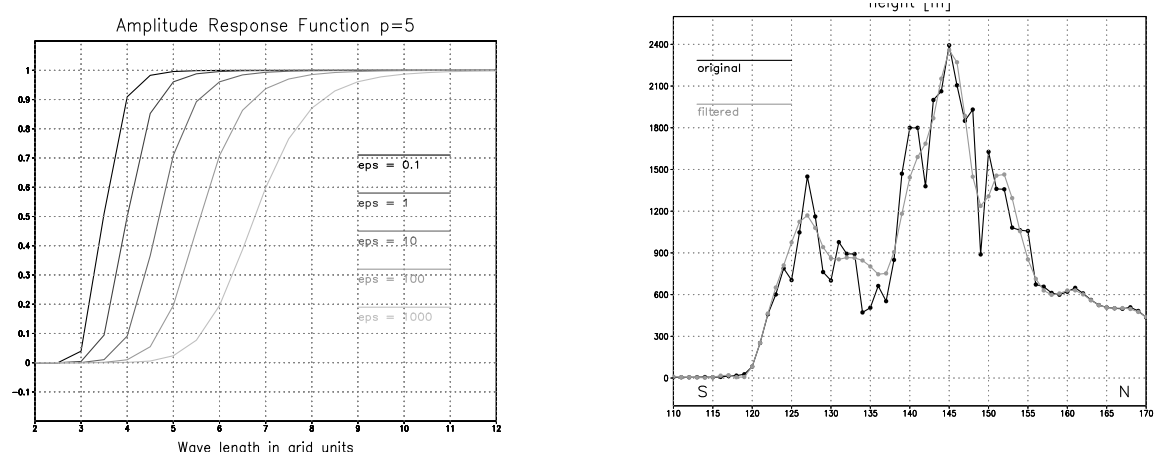 Amplitude Response Function p=5
1
0.9
0.8
0.7
0.6
0.5
0.4
0.3
0.2
0.1
0
-0.1
eps = 0.1
eps = 1
eps = 10
eps = 100
eps = 1000
2 3 4 5 6 7 8 9 10 11 12
Wave length in grid units
height [m]
2400
2100
1800
1500
1200
900
600
300
0
original
filtered
S N
110 115 120 125 130 135 140 145 150 155 160 165 170